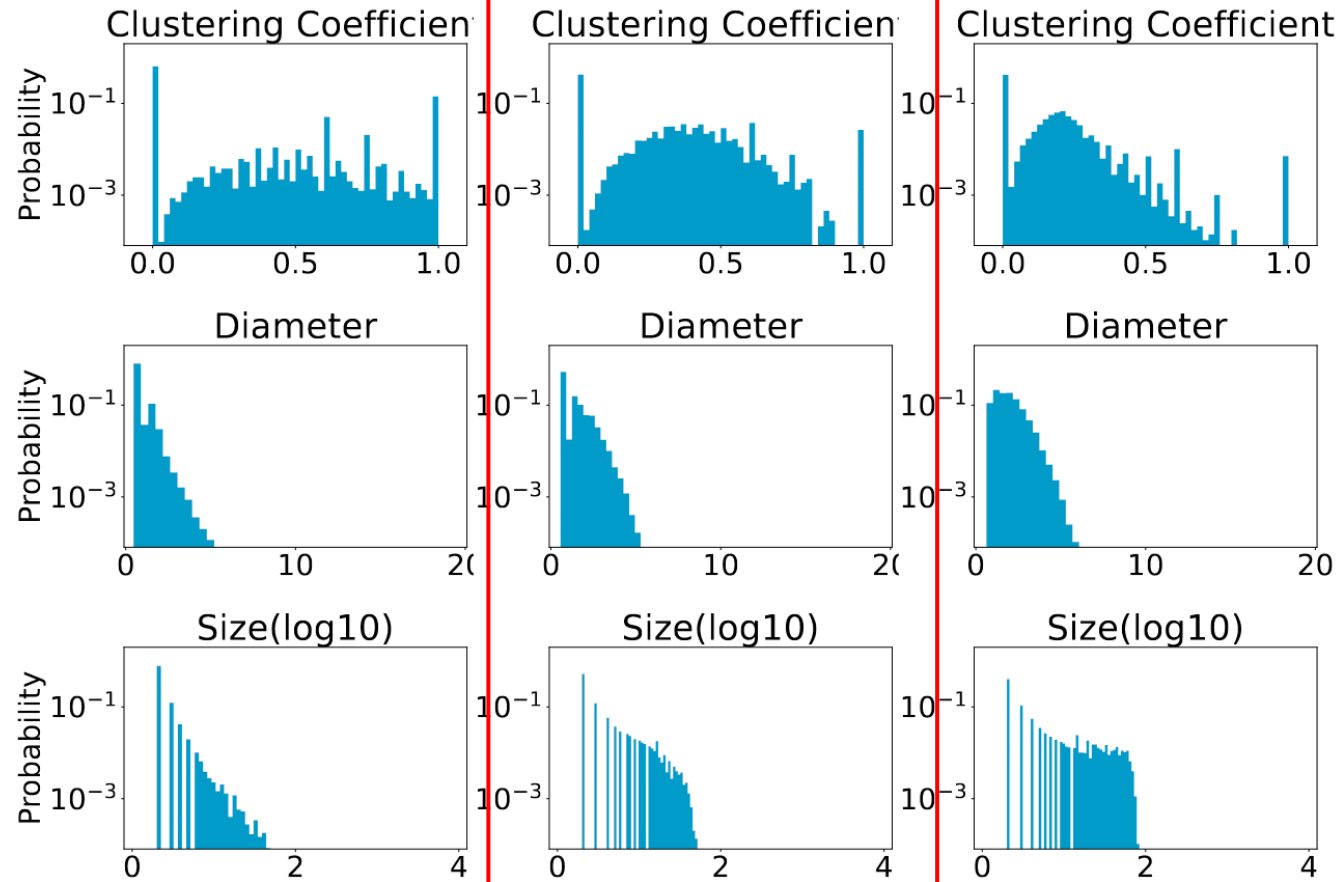 Clustering Coefficien Clustering Coefficien Clustering Coefficient
Probability
10⁻¹ 10⁻¹ 10⁻¹
10⁻³ 10⁻³ 10⁻³
0.0 0.5 1.0 0.0 0.5 1.0 0.0 0.5 1.0
Diameter Diameter Diameter
Probability
10⁻¹ 10⁻¹ 10⁻¹
10⁻³ 10⁻³ 10⁻³
0 10 20 0 10 20 0 10 20
Size(log10) Size(log10) Size(log10)
Probability
10⁻¹ 10⁻¹ 10⁻¹
10⁻³ 10⁻³ 10⁻³
0 2 4 0 2 4 0 2 4